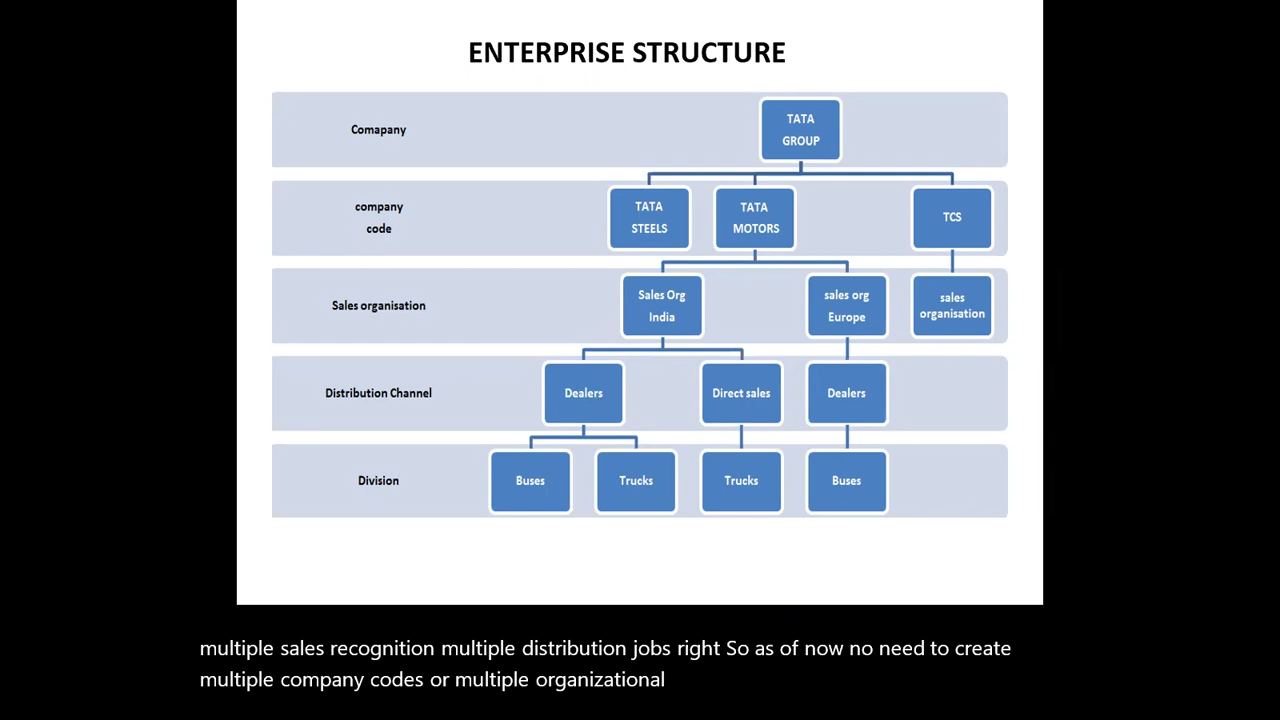 ENTERPRISE STRUCTURE
Comapany
TATA
GROUP
company
code
TATA
STEELS
TATA
MOTORS
TCS
Sales organisation
Sales Org
India
sales org
Europe
sales
organisation
Distribution Channel
Dealers
Direct sales
Dealers
Division
Buses
Trucks
Trucks
Buses
multiple sales recognition multiple distribution jobs right So as of now no need to create
multiple company codes or multiple organizational